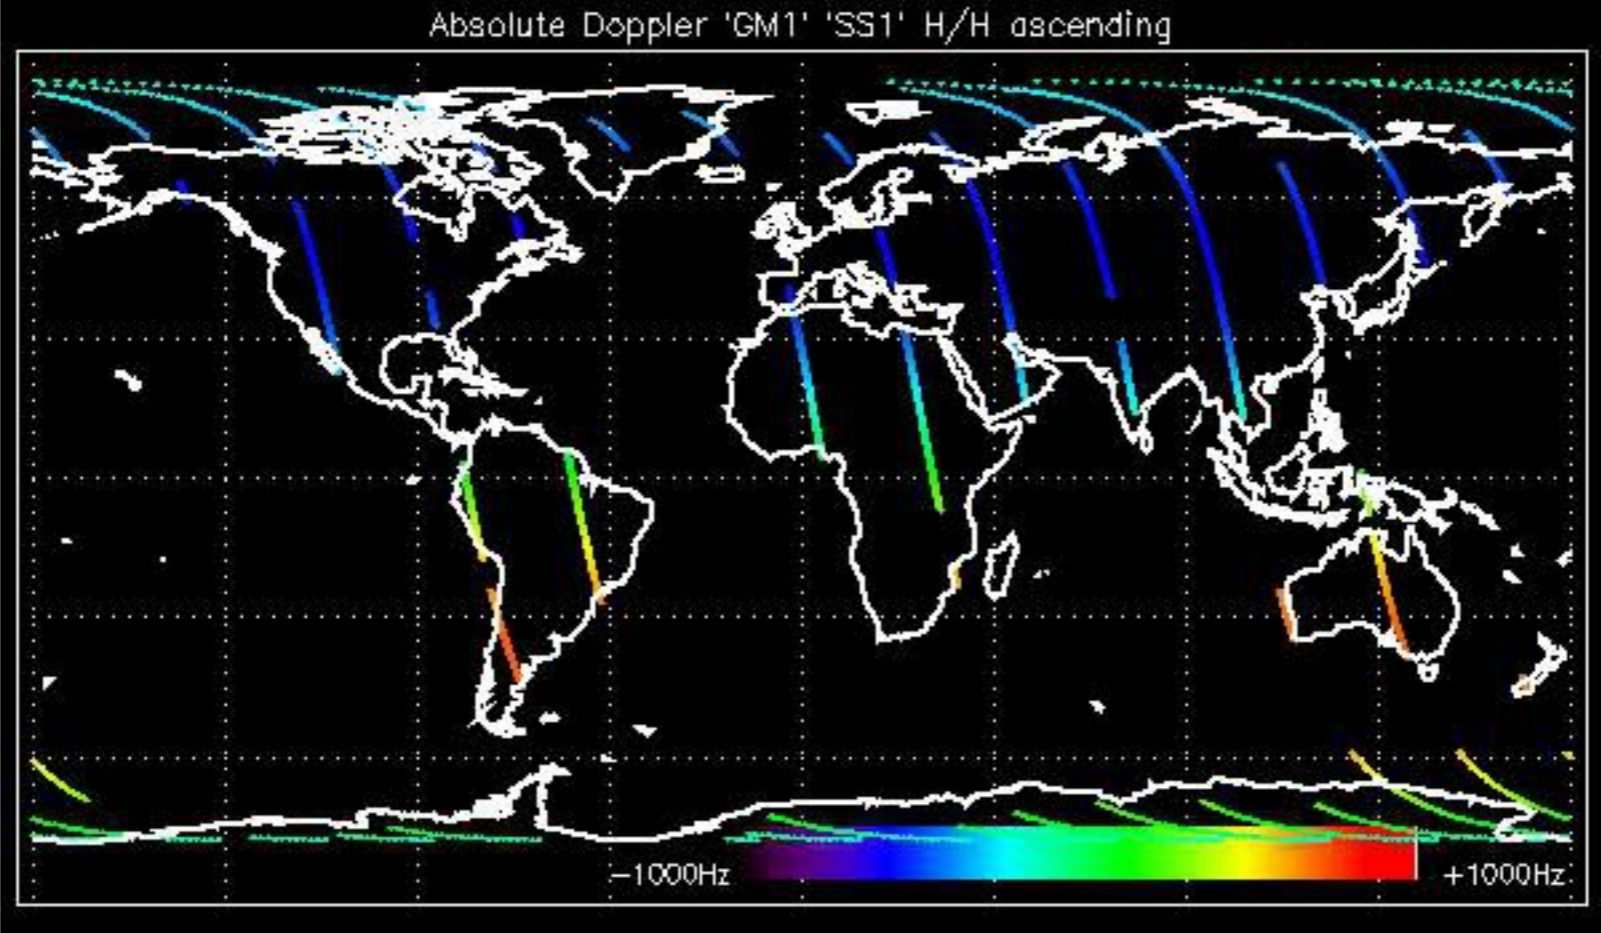 Absolute Doppler 'GM1' 'SS1' H/H ascending
−1000Hz +1000Hz